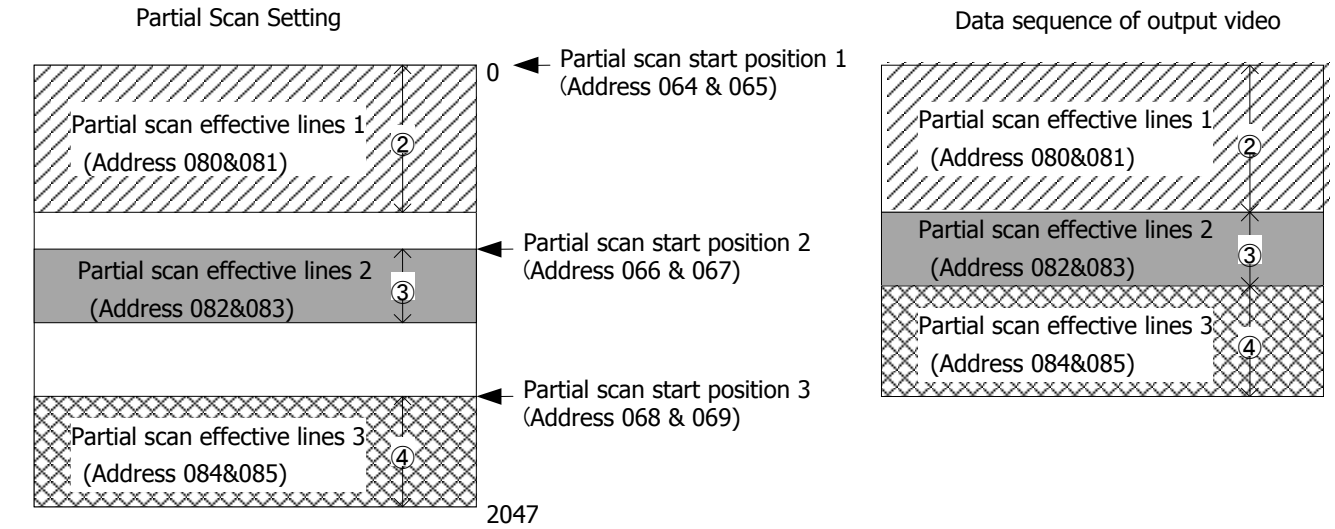 Partial Scan Setting
0
Partial scan start position 1
(Address 064 & 065)
Partial scan effective lines 1
(Address 080&081)
②
Partial scan start position 2
(Address 066 & 067)
Partial scan effective lines 2
(Address 082&083)
③
Partial scan start position 3
(Address 068 & 069)
Partial scan effective lines 3
(Address 084&085)
④
2047
Data sequence of output video
Partial scan effective lines 1
(Address 080&081)
②
Partial scan effective lines 2
(Address 082&083)
③
Partial scan effective lines 3
(Address 084&085)
④